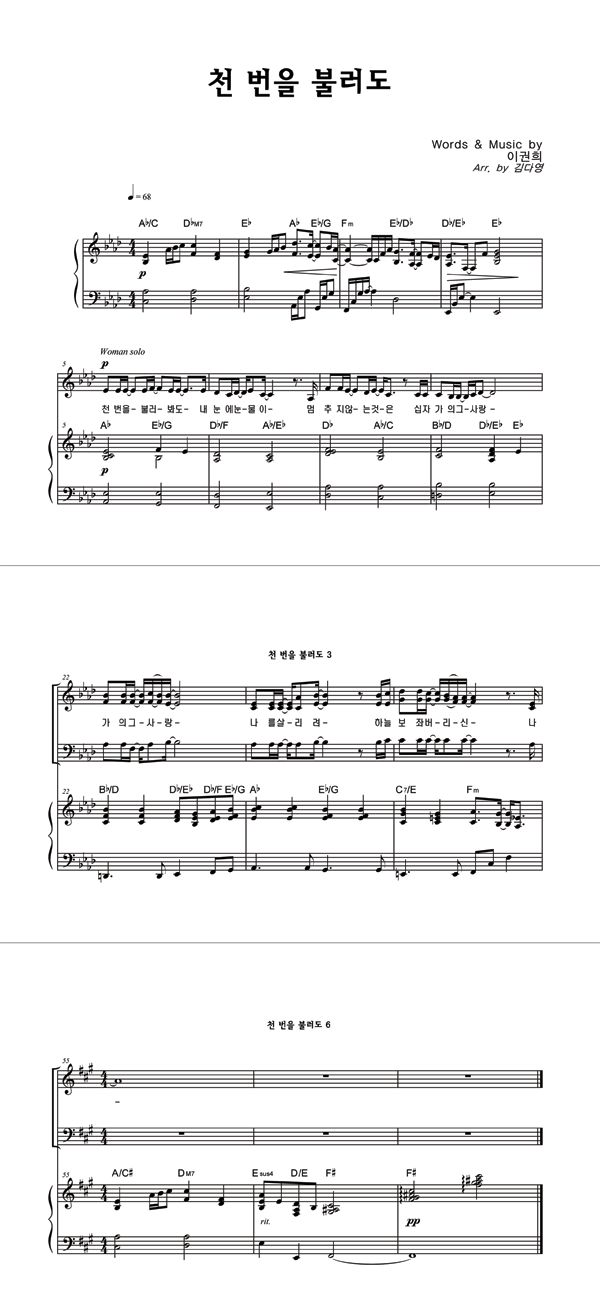 천 번을 불러도
Words & Music by
이권희
Arr. by 김다영
♩= 68
A♭/C D♭M7 E♭ A♭ E♭/G Fm E♭/D♭ D♭/E♭ E♭
p
5 Woman solo
p
천 번을- 불러- 봐도- 내 눈 에눈-물 이- 멈 추 지않-는것-은 십자 가 의그-사랑-
5 A♭ E♭/G D♭/F A♭/E♭ D♭ A♭/C B♭/D D♭/E♭ E♭
p
천 번을 불러도 3
22
가 의그-사-랑- 나 를살-리 려- 하늘 보 좌버-리-신- 나
22 B♭/D D♭/E♭ D♭/F E♭/G A♭ E♭/G C7/E Fm
천 번을 불러도 6
55
-
55 A/C# DM7 Esus4 D/E F# F#
rit. pp